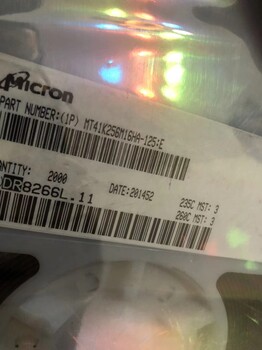 Micron
PART NUMBER:(1P) MT41K256M16HA-125:E
QUANTITY: 2000 DATE:201452 235C MST: 3
260C MST: 3
DR8266L.11